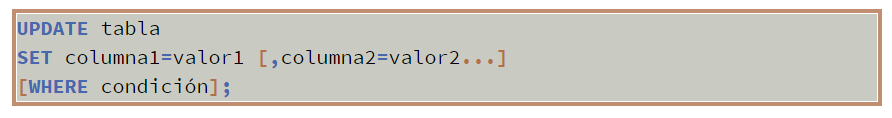 UPDATE tabla
SET columna1=valor1 [,columna2=valor2...]
[WHERE condición];